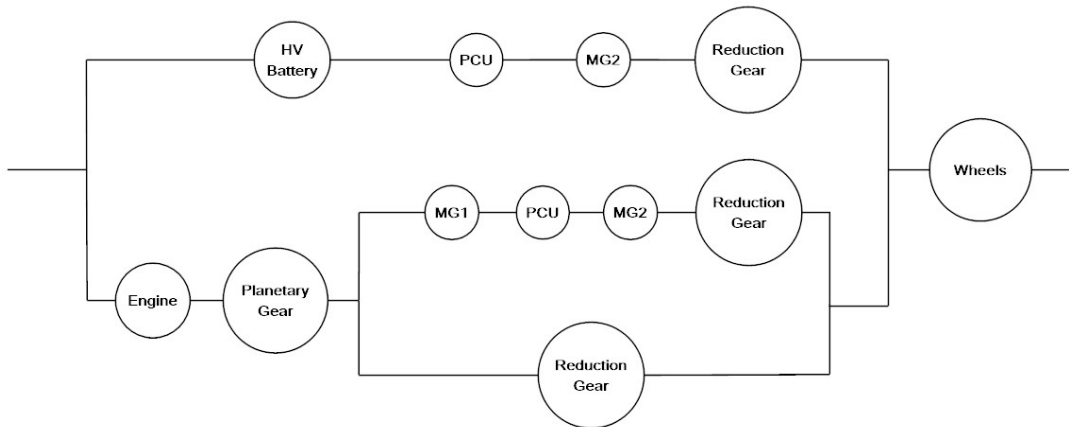 HV
Battery
PCU
MG2
Reduction
Gear
Wheels
MG1
PCU
MG2
Reduction
Gear
Engine
Planetary
Gear
Reduction
Gear